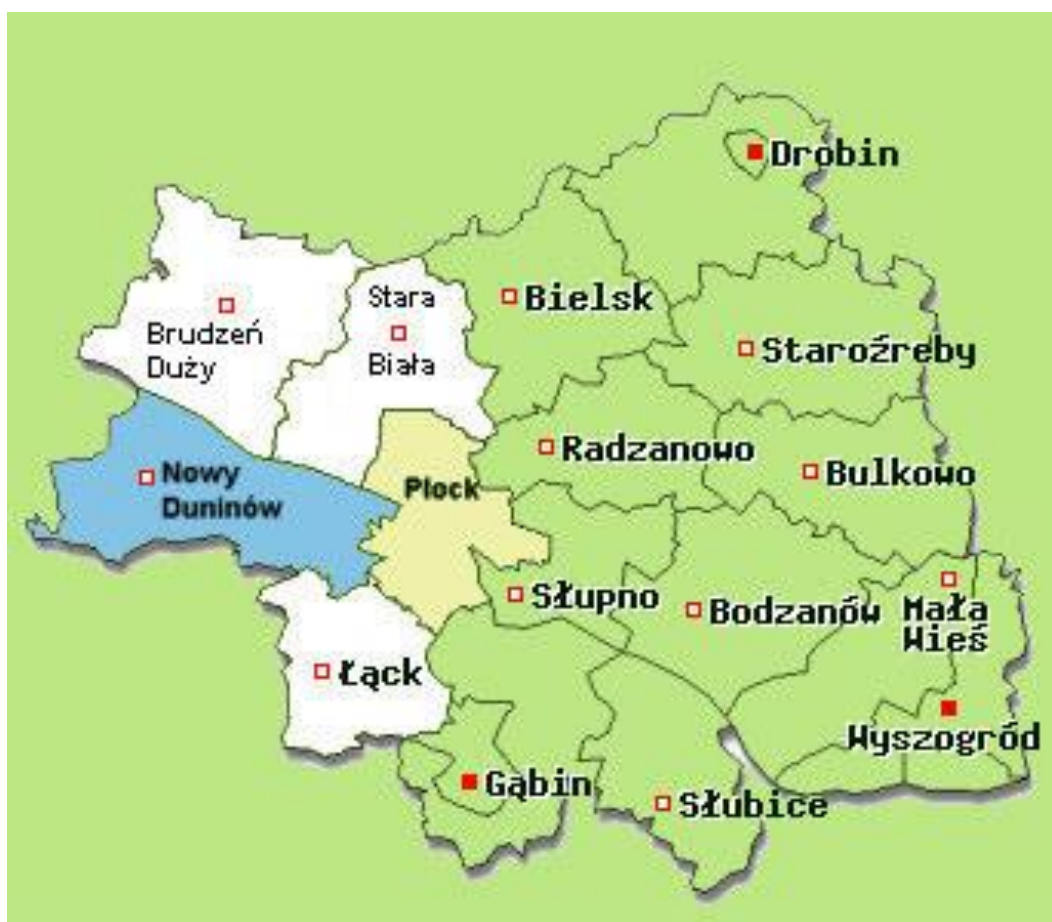 Drobin
Bielsk
Stara
Biała
Brudzeń
Duży
Staroźreby
Radzanowo
Bulkowo
Nowy
Duninów
Plock
Słupno
Bodzanów
Mała
Wieś
Łąck
Wyszogród
Gąbin
Słubice